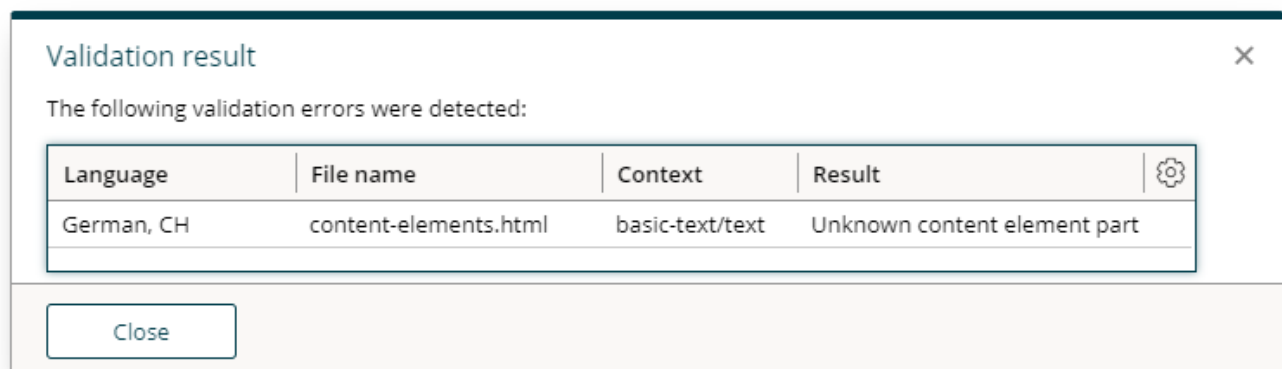 Validation result
The following validation errors were detected:
Language File name Context Result
German, CH content-elements.html basic-text/text Unknown content element part
Close